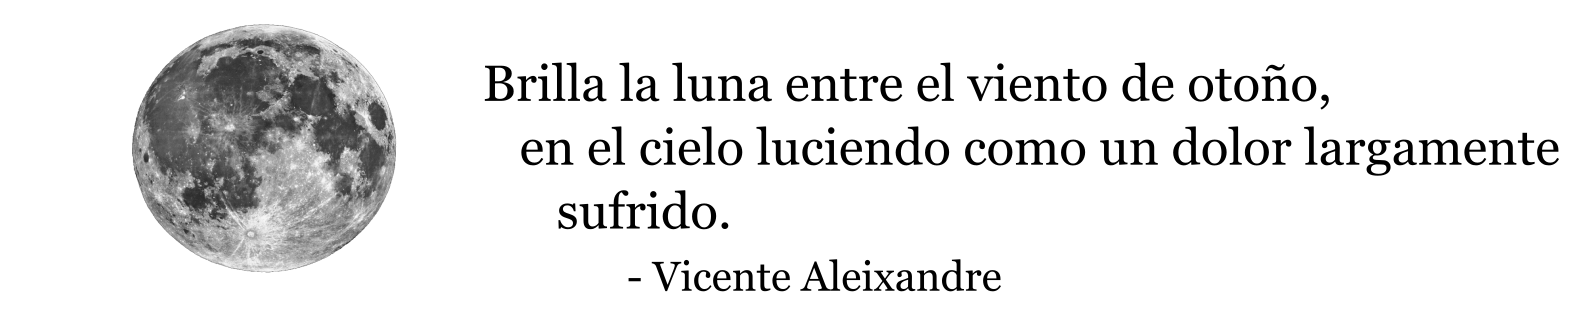 Brilla la luna entre el viento de otoño,
en el cielo luciendo como un dolor largamente
sufrido.
- Vicente Aleixandre